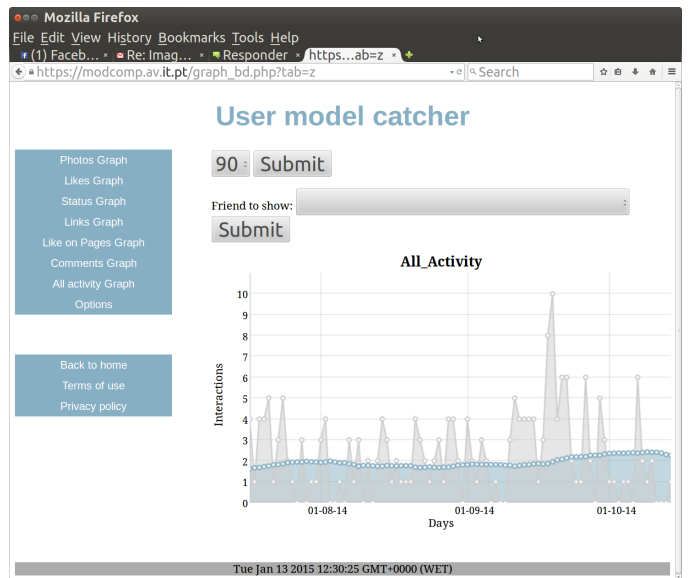 Mozilla Firefox
File Edit View History Bookmarks Tools Help
(1) Faceb... × Re: Imag... × Responder × https...ab=z ×
https://modcomp.av.it.pt/graph_bd.php?tab=z Search
User model catcher
Photos Graph
Likes Graph
Status Graph
Links Graph
Like on Pages Graph
Comments Graph
All activity Graph
Options
Back to home
Terms of use
Privacy policy
90 Submit
Friend to show:
Submit
All_Activity
Interactions
10
9
8
7
6
5
4
3
2
1
0
01-08-14 01-09-14 01-10-14
Days
Tue Jan 13 2015 12:30:25 GMT+0000 (WET)